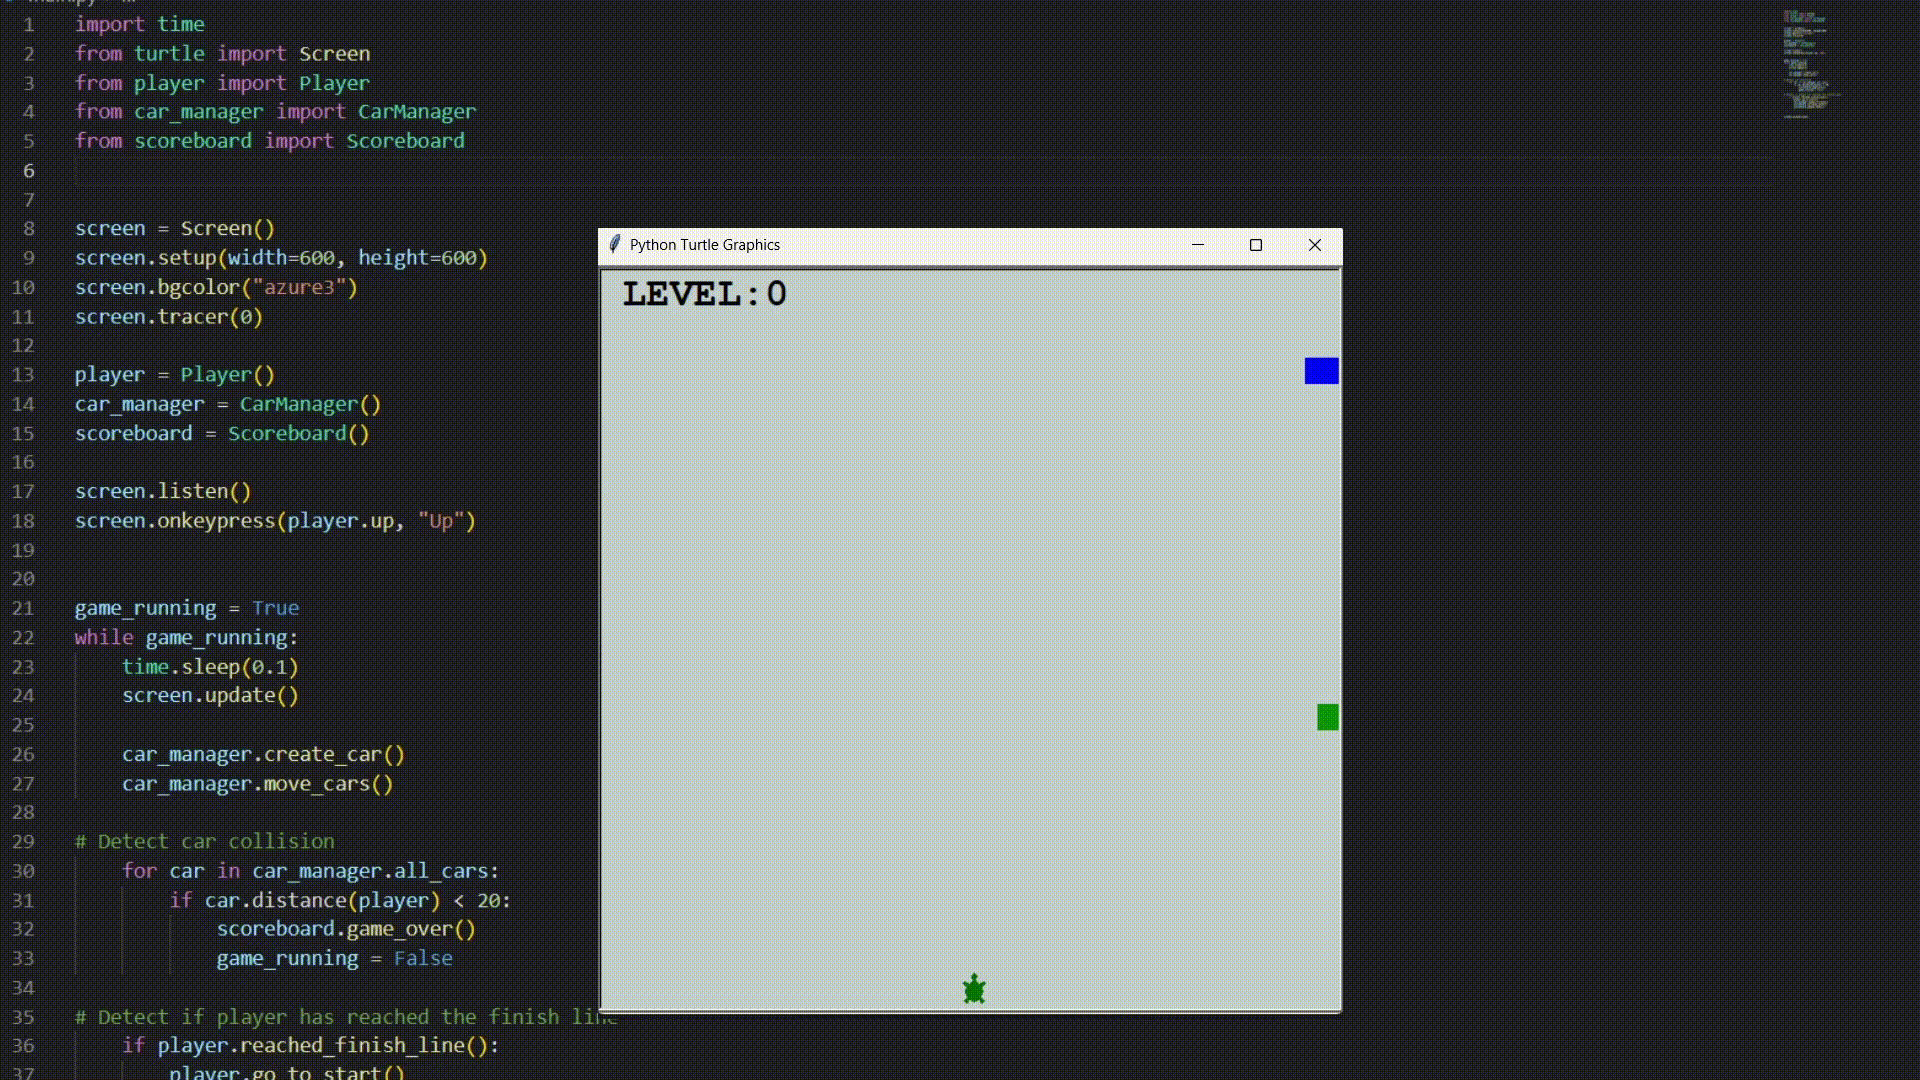 1 import time
2 from turtle import Screen
3 from player import Player
4 from car_manager import CarManager
5 from scoreboard import Scoreboard
6
7
8 screen = Screen()
9 screen.setup(width=600, height=600)
10 screen.bgcolor("azure3")
11 screen.tracer(0)
12
13 player = Player()
14 car_manager = CarManager()
15 scoreboard = Scoreboard()
16
17 screen.listen()
18 screen.onkeypress(player.up, "Up")
19
20
21 game_running = True
22 while game_running:
23 time.sleep(0.1)
24 screen.update()
25
26 car_manager.create_car()
27 car_manager.move_cars()
28
29 # Detect car collision
30 for car in car_manager.all_cars:
31 if car.distance(player) < 20:
32 scoreboard.game_over()
33 game_running = False
34
35 # Detect if player has reached the finish line
36 if player.reached_finish_line():
37 player.go_to_start()
Python Turtle Graphics
LEVEL:0